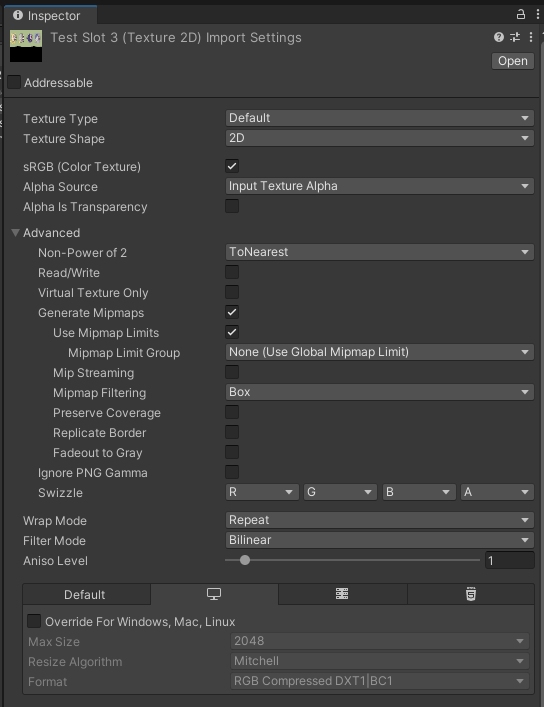 Inspector
Test Slot 3 (Texture 2D) Import Settings
Open
Addressable
Texture Type Default
Texture Shape 2D
sRGB (Color Texture)
Alpha Source Input Texture Alpha
Alpha Is Transparency
Advanced
Non-Power of 2 ToNearest
Read/Write
Virtual Texture Only
Generate Mipmaps
Use Mipmap Limits
Mipmap Limit Group None (Use Global Mipmap Limit)
Mip Streaming
Mipmap Filtering Box
Preserve Coverage
Replicate Border
Fadeout to Gray
Ignore PNG Gamma
Swizzle R G B A
Wrap Mode Repeat
Filter Mode Bilinear
Aniso Level 1
Default
Override For Windows, Mac, Linux
Max Size 2048
Resize Algorithm Mitchell
Format RGB Compressed DXT1|BC1